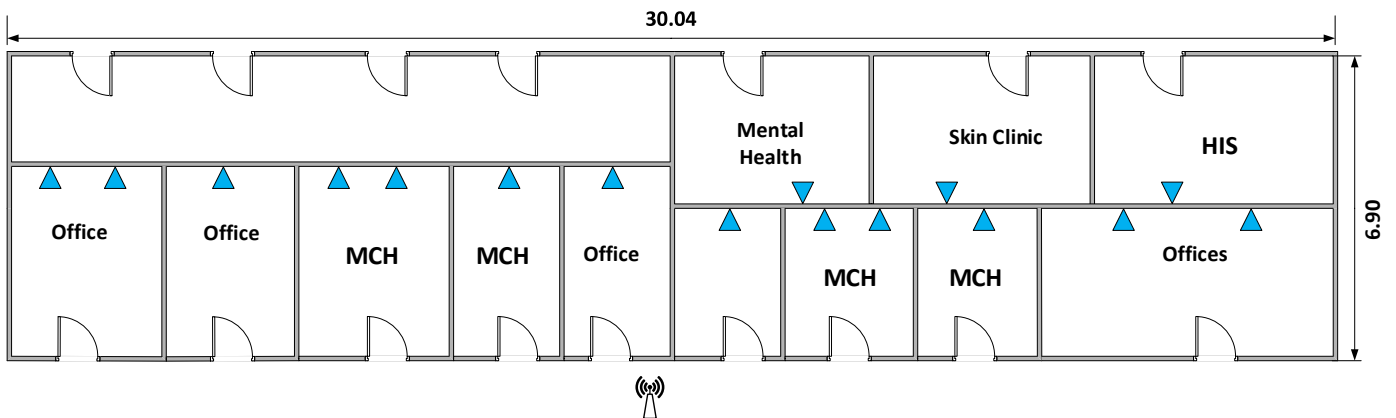 30.04
Mental
Health
Skin Clinic
HIS
6.90
Office
Office
MCH
MCH
Office
MCH
MCH
Offices